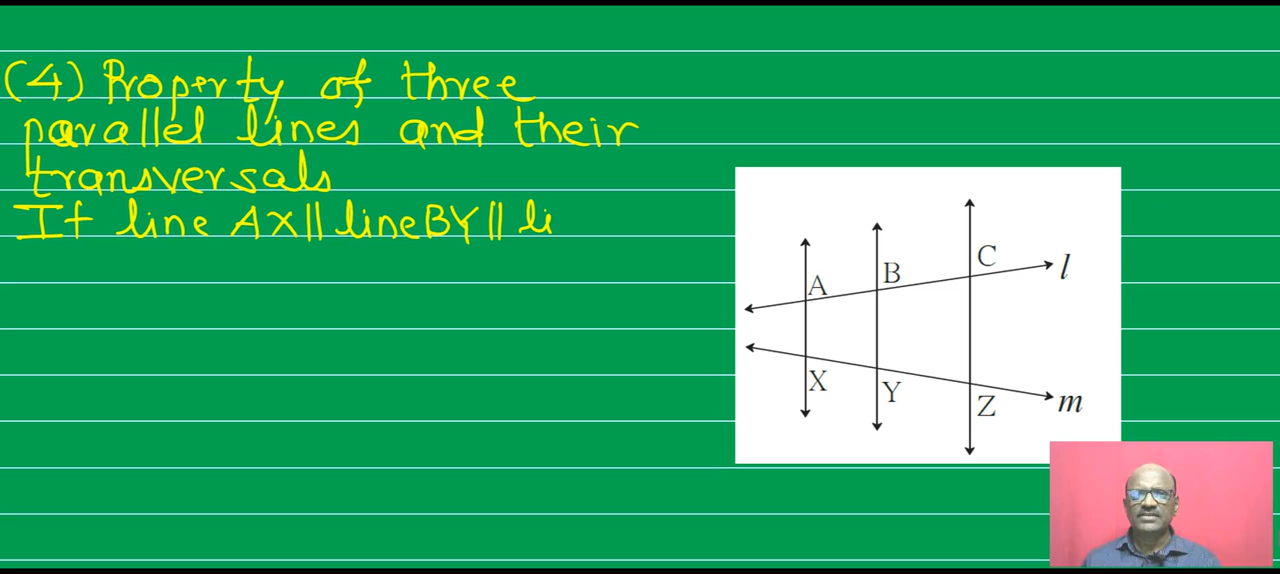 (4) Property of three
parallel lines and their
transversals
If line AX || line BY || li
A
B
C
l
X
Y
Z
m